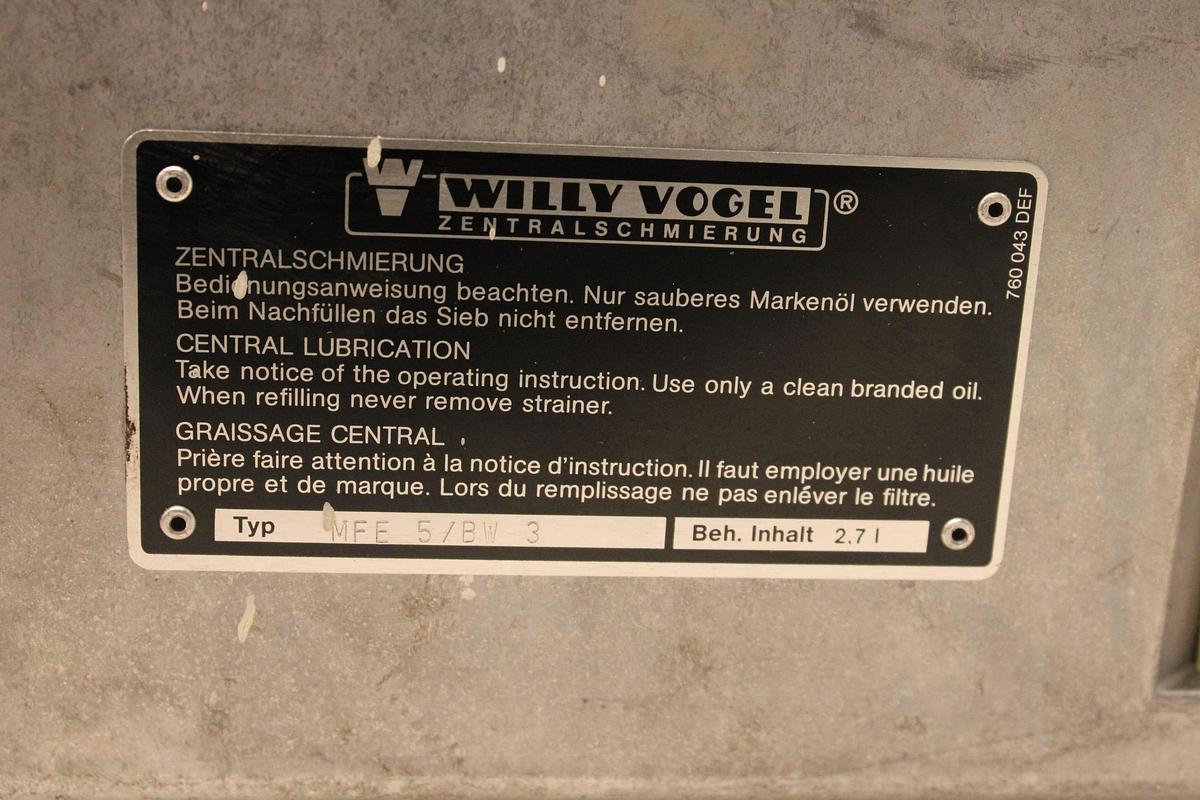 W
WILLY VOGEL ®
ZENTRALSCHMIERUNG
760 043 DEF
ZENTRALSCHMIERUNG
Bedienungsanweisung beachten. Nur sauberes Markenöl verwenden.
Beim Nachfüllen das Sieb nicht entfernen.
CENTRAL LUBRICATION
Take notice of the operating instruction. Use only a clean branded oil.
When refilling never remove strainer.
GRAISSAGE CENTRAL
Prière faire attention à la notice d'instruction. Il faut employer une huile
propre et de marque. Lors du remplissage ne pas enléver le filtre.
Typ MFE 5/BW 3
Beh. Inhalt 2,7 l